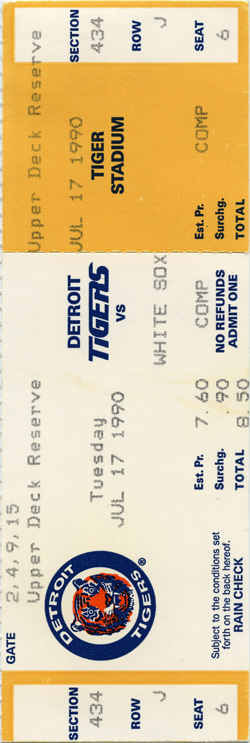 SECTION
434
ROW
J
SEAT
6
GATE
2,4,9,15
Upper Deck Reserve
DETROIT
TIGERS
®
Tuesday
JUL 17 1990
DETROIT
TIGERS
VS
WHITE SOX
Subject to the conditions set
forth on the back hereof.
RAIN CHECK
Est. Pr. 7.60 COMP
Surchg. .90
TOTAL 8.50
NO REFUNDS
ADMIT ONE
Upper Deck Reserve
JUL 17 1990
TIGER
STADIUM
Est. Pr. COMP
Surchg.
TOTAL
SECTION
434
ROW
J
SEAT
6